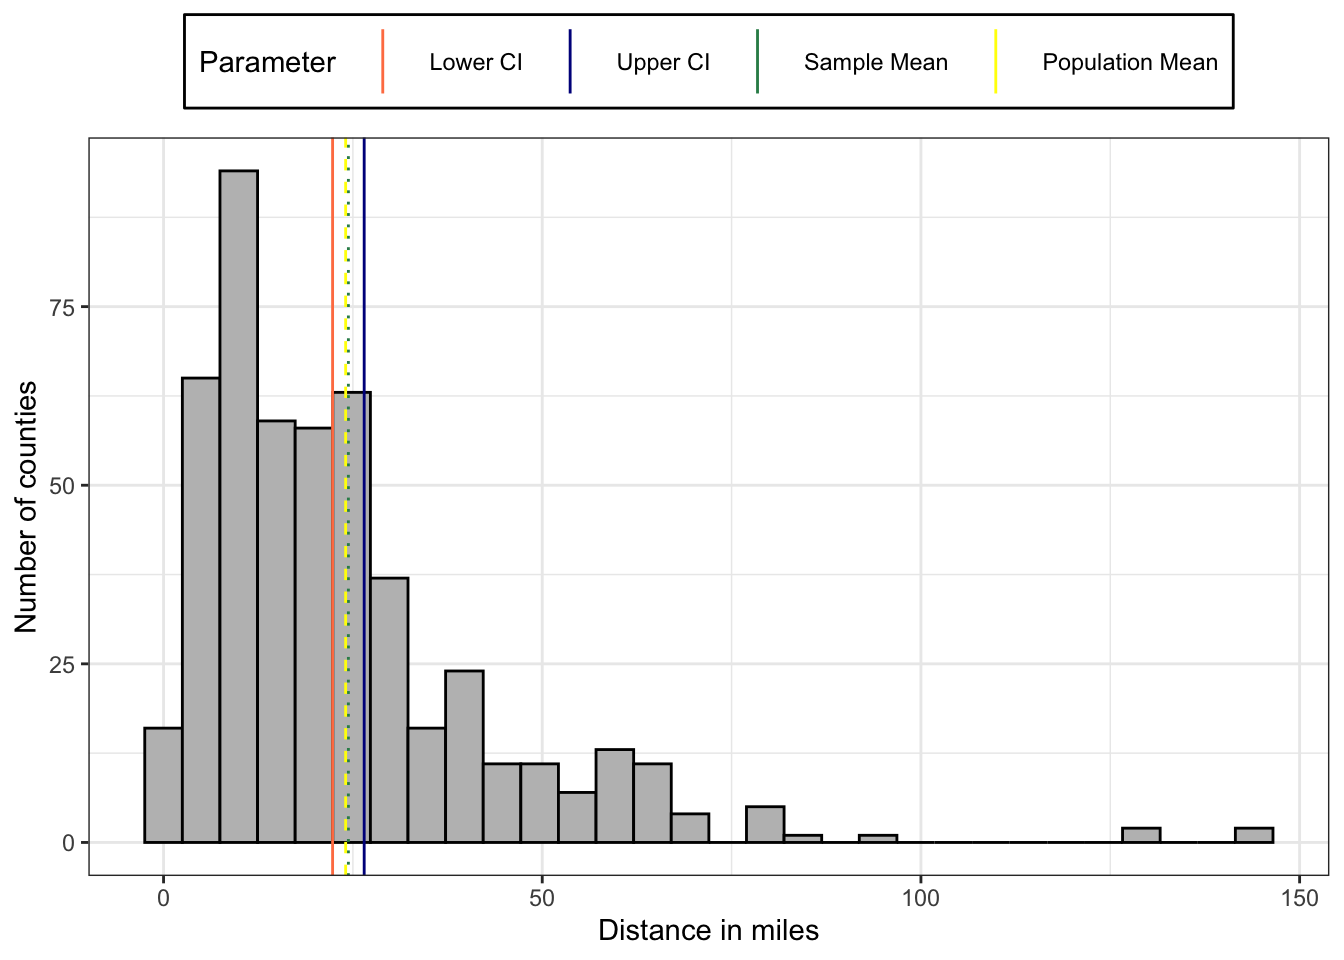 Parameter Lower CI Upper CI Sample Mean Population Mean
75
50
25
0
Number of counties
0 50 100 150
Distance in miles